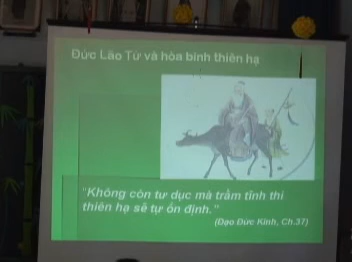 Đức Lão Tử và hòa bình thiên hạ
"Không còn tư dục mà trầm tĩnh thì
thiên hạ sẽ tự ổn định."
(Đạo Đức Kinh, Ch.37)